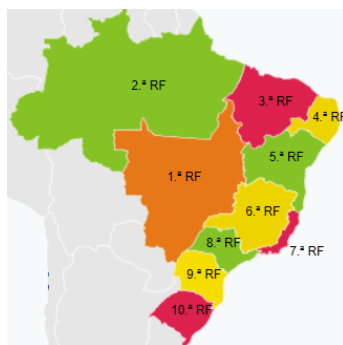 2.ª RF
3.ª RF
4.ª RF
5.ª RF
1.ª RF
6.ª RF
8.ª RF
7.ª RF
9.ª RF
10.ª RF